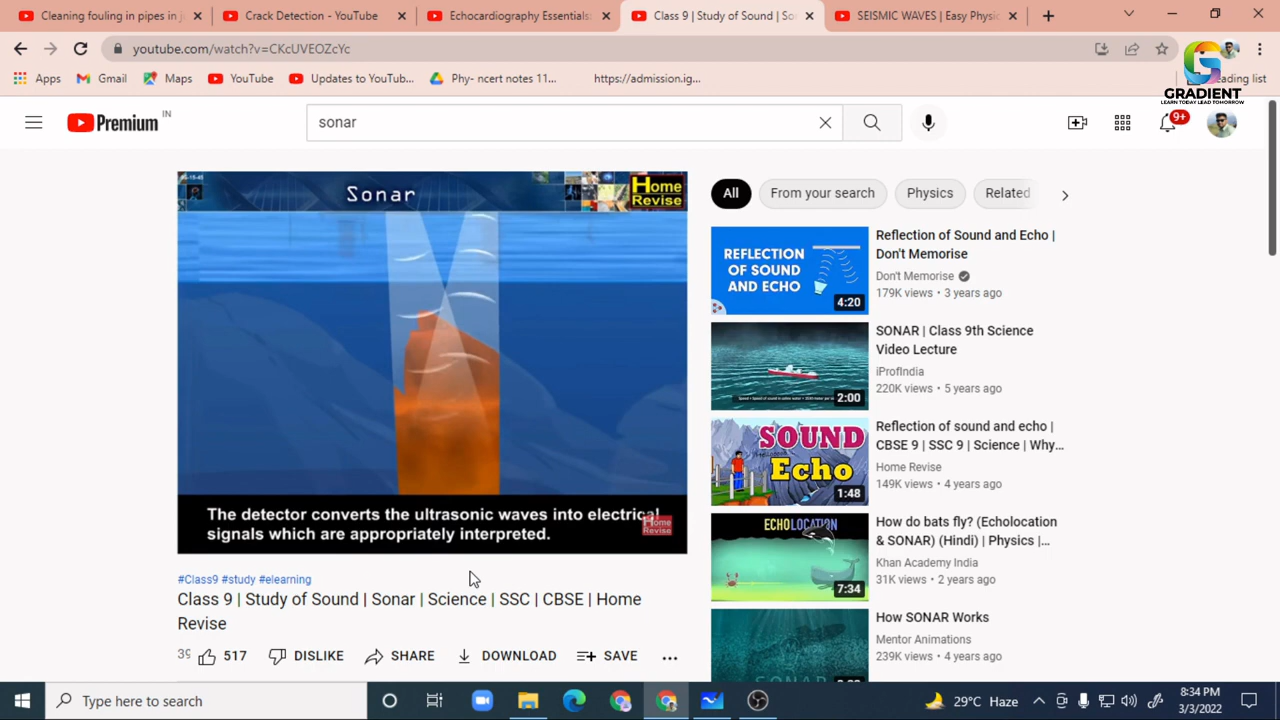 Cleaning fouling in pipes in j
Crack Detection - YouTube
Echocardiography Essentials:
Class 9 | Study of Sound | So
SEISMIC WAVES | Easy Physic
youtube.com/watch?v=CKcUVEOZcYc
Apps
Gmail
Maps
YouTube
Updates to YouTub...
Phy- ncert notes 11...
https://admission.ig...
Reading list
G
GRADIENT
LEARN TODAY LEAD TOMORROW
Premium
IN
sonar
9+
Sonar
Home
Revise
The detector converts the ultrasonic waves into electrical
signals which are appropriately interpreted.
Home
Revise
#Class9 #study #elearning
Class 9 | Study of Sound | Sonar | Science | SSC | CBSE | Home
Revise
39
517
DISLIKE
SHARE
DOWNLOAD
SAVE
All
From your search
Physics
Related
REFLECTION
OF SOUND
AND ECHO
4:20
Reflection of Sound and Echo |
Don't Memorise
Don't Memorise
179K views • 3 years ago
2:00
SONAR | Class 9th Science
Video Lecture
iProfIndia
220K views • 5 years ago
SOUND
Echo
1:48
Reflection of sound and echo |
CBSE 9 | SSC 9 | Science | Why...
Home Revise
149K views • 4 years ago
ECHOLOCATION
7:34
How do bats fly? (Echolocation
& SONAR) (Hindi) | Physics |...
Khan Academy India
31K views • 2 years ago
SONAR
How SONAR Works
Mentor Animations
239K views • 4 years ago
Type here to search
29°C Haze
8:34 PM
3/3/2022